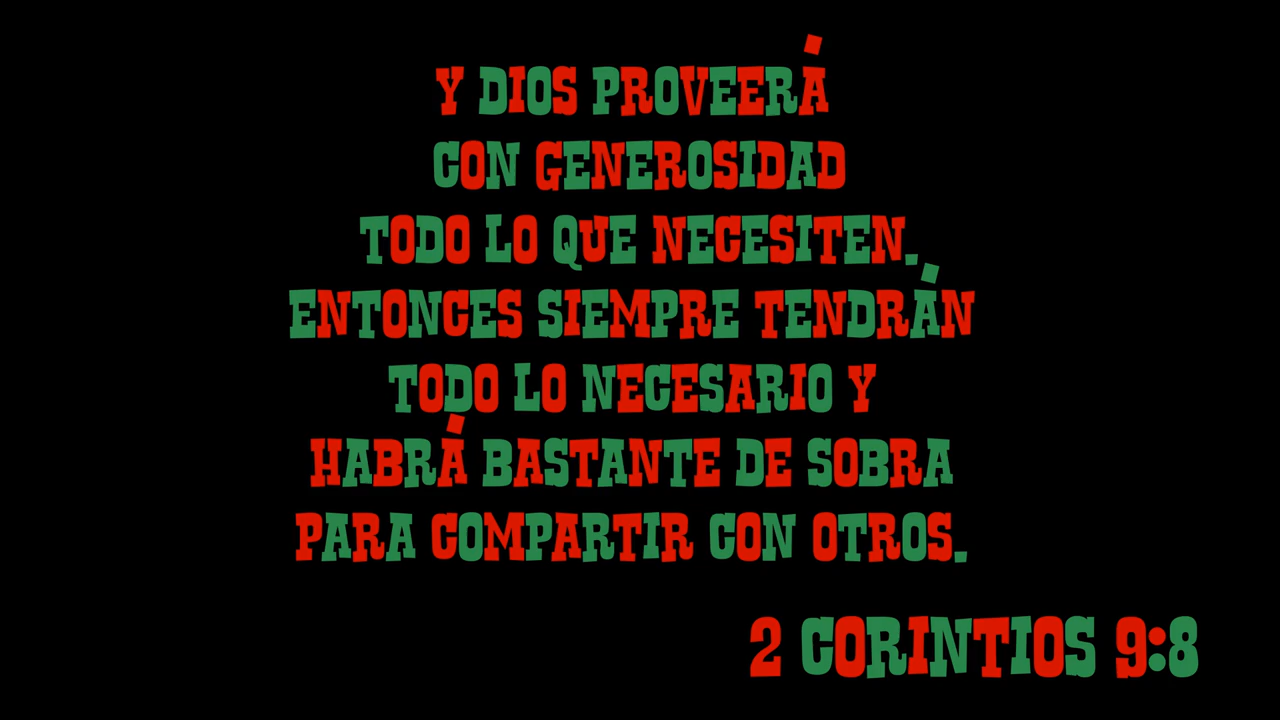 Y DIOS PROVEERÁ
CON GENEROSIDAD
TODO LO QUE NECESITEN.
ENTONCES SIEMPRE TENDRÁN
TODO LO NECESARIO Y
HABRÁ BASTANTE DE SOBRA
PARA COMPARTIR CON OTROS.
2 CORINTIOS 9:8